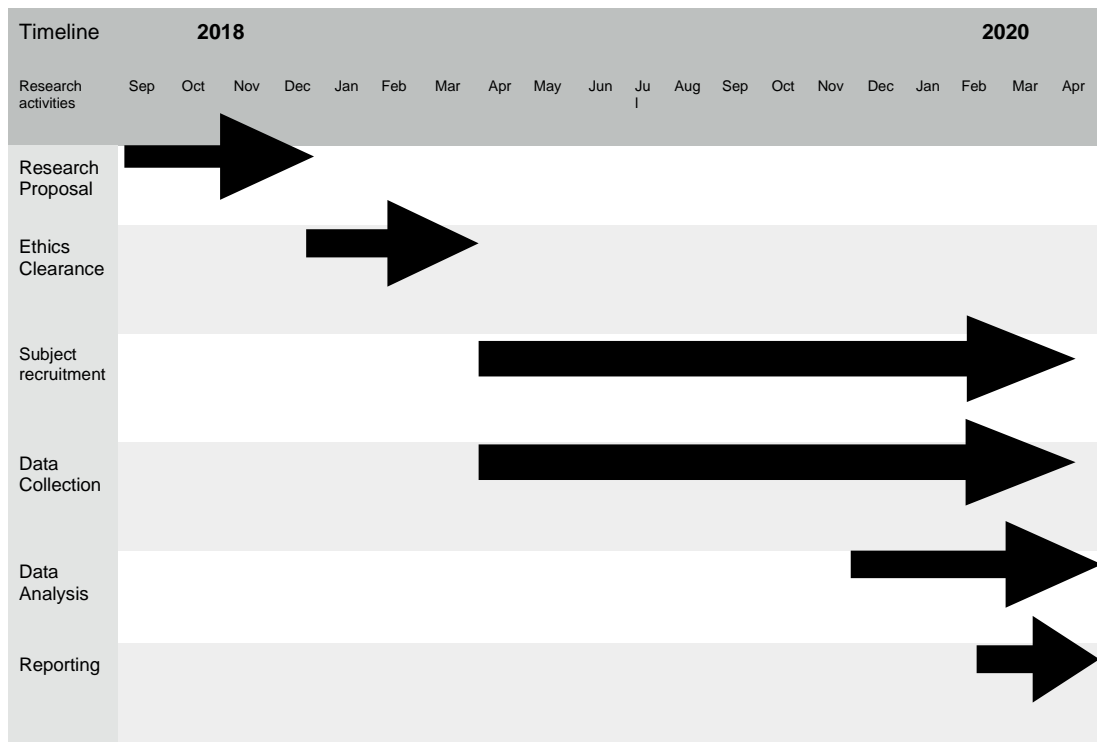 Timeline 2018 2020
Research
activities
Sep Oct Nov Dec Jan Feb Mar Apr May Jun Ju
l Aug Sep Oct Nov Dec Jan Feb Mar Apr
Research
Proposal
Ethics
Clearance
Subject
recruitment
Data
Collection
Data
Analysis
Reporting